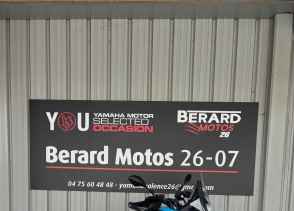 YOU YAMAHA MOTOR
SELECTED
OCCASION
BERARD
MOTOS
26
Berard Motos 26-07
04 75 60 48 48 -